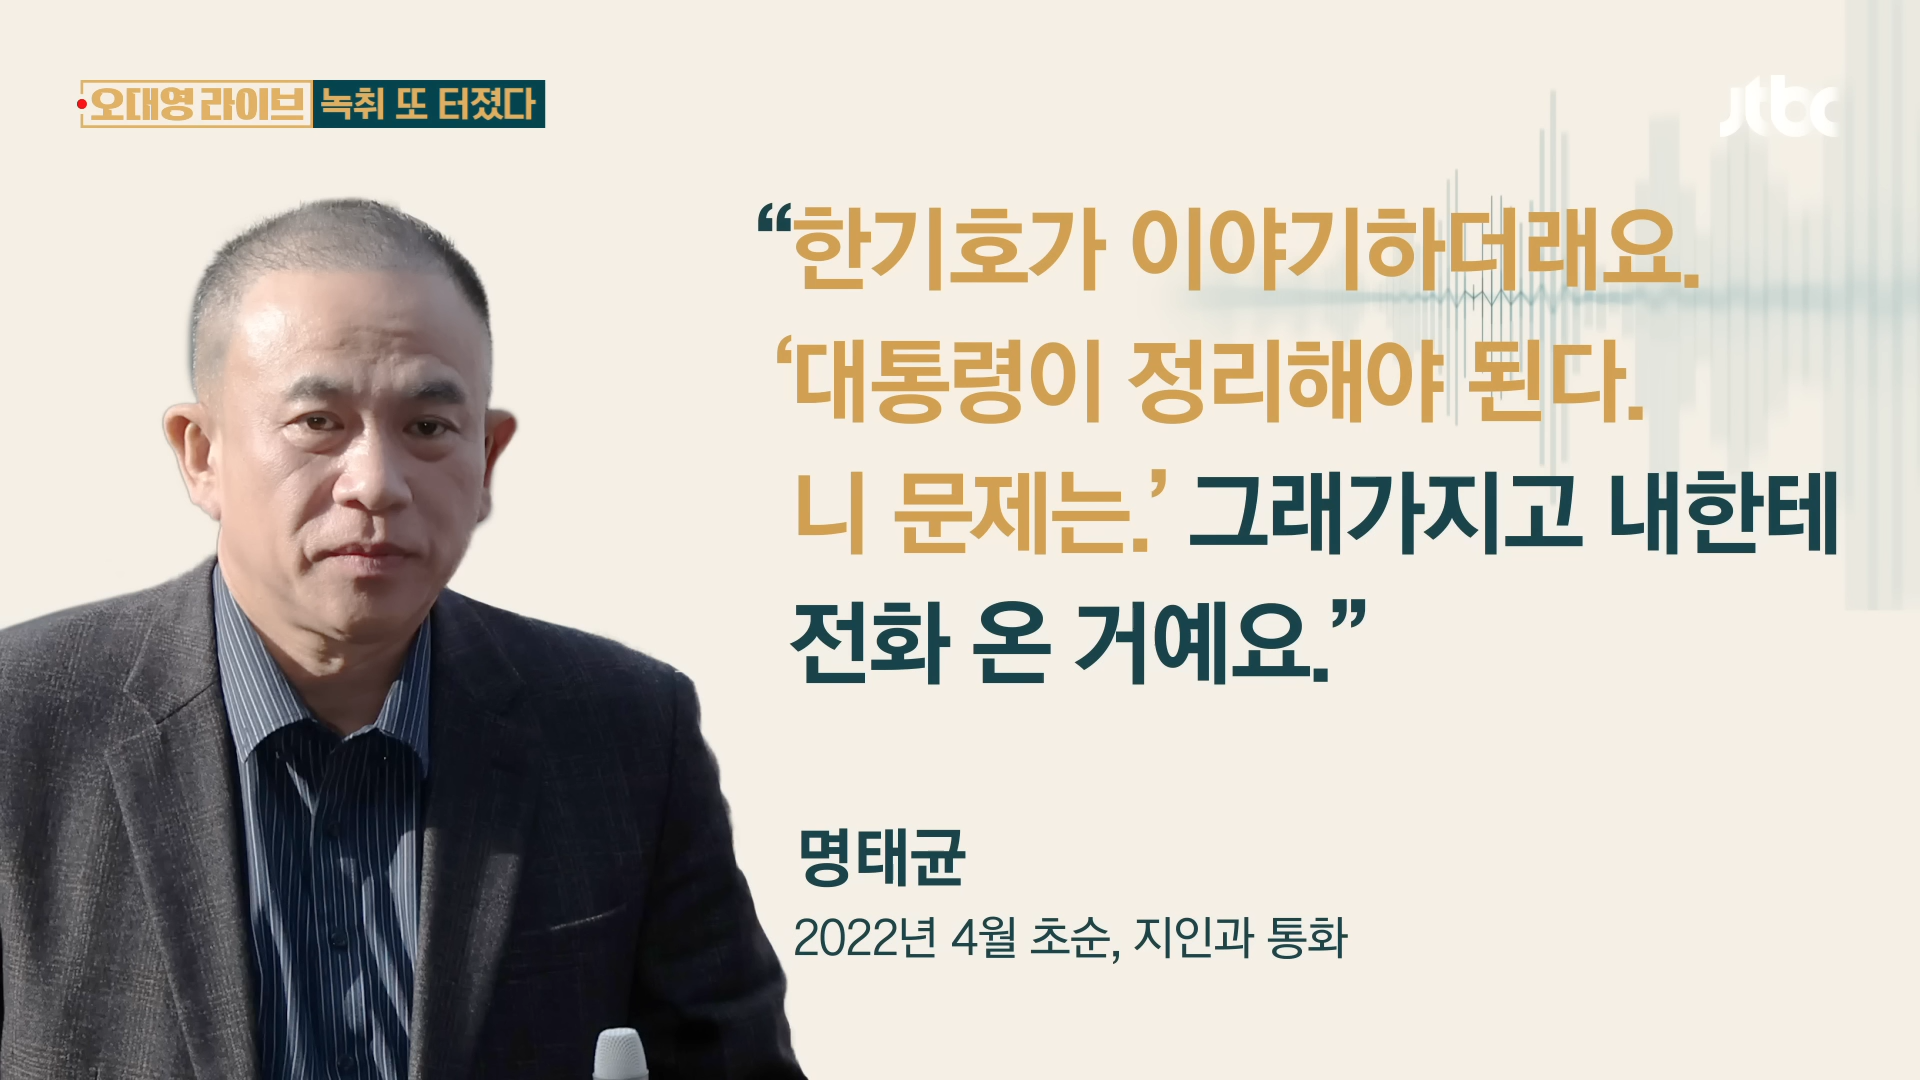 오대영 라이브 녹취 또 터졌다
jtbc
“한기호가 이야기하더래요.
‘대통령이 정리해야 된다.
니 문제는.’ 그래가지고 내한테
전화 온 거예요.”
명태균
2022년 4월 초순, 지인과 통화